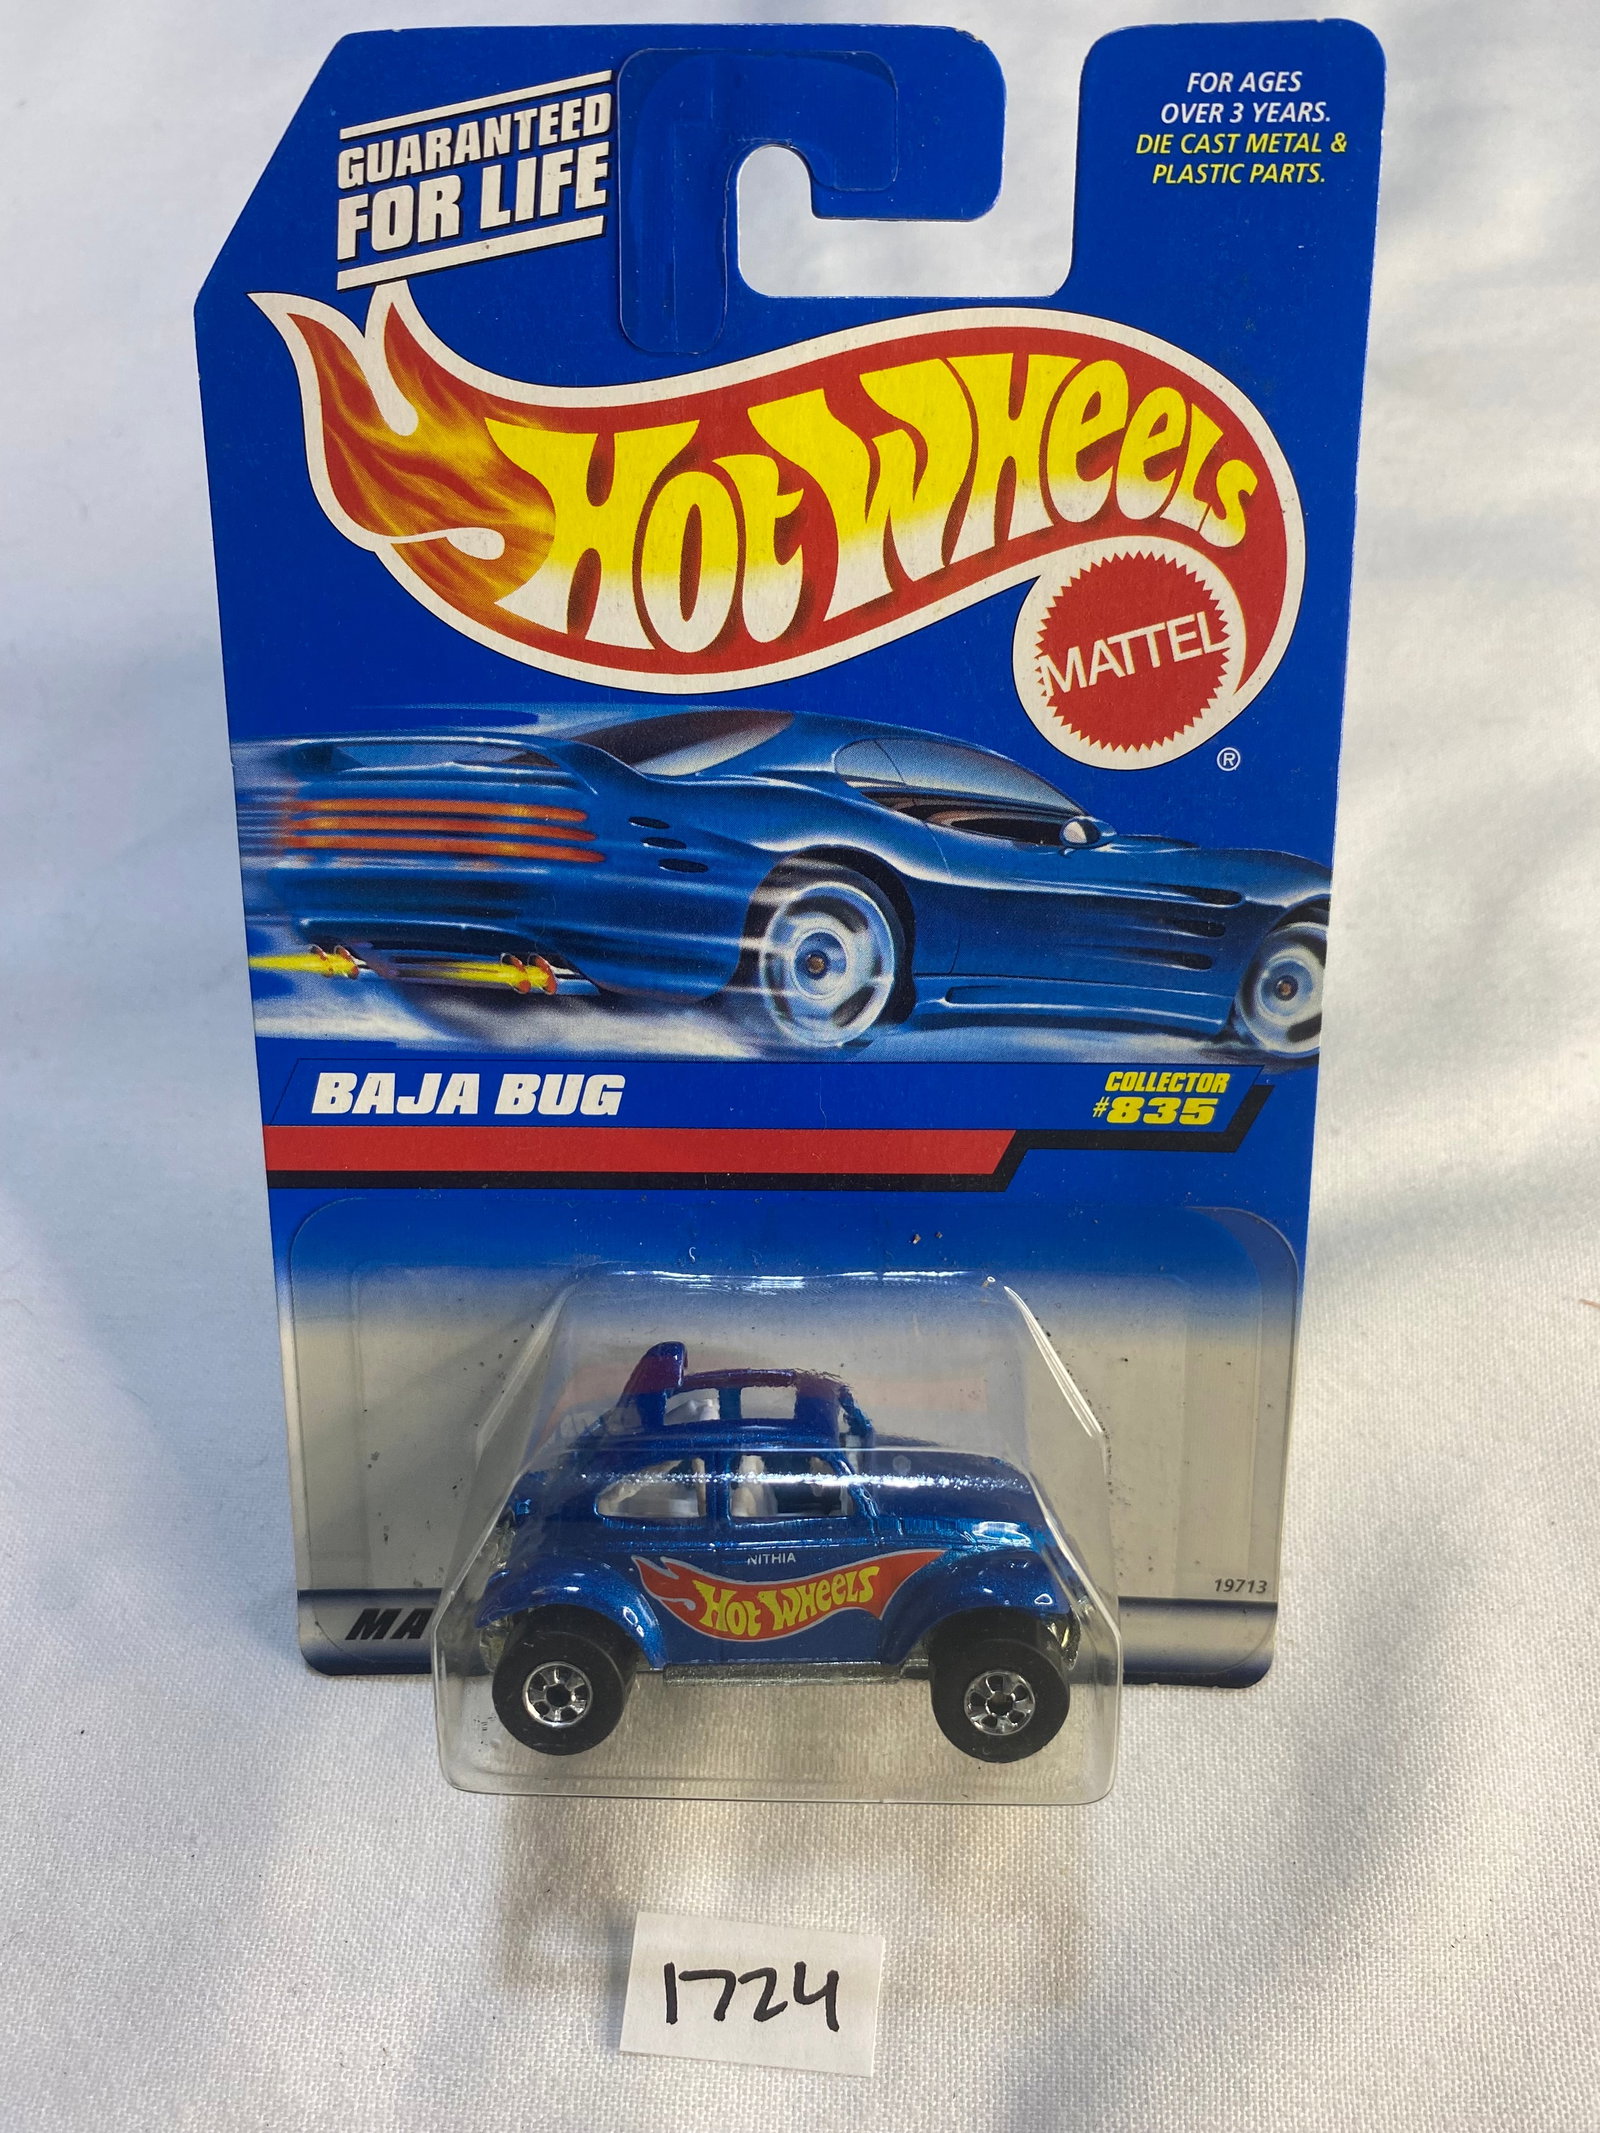 GUARANTEED
FOR LIFE
FOR AGES
OVER 3 YEARS.
DIE CAST METAL &
PLASTIC PARTS.
HOT WHEELS
MATTEL
®
BAJA BUG
COLLECTOR
#835
19713
MA
NITHIA
HOT WHEELS
1724